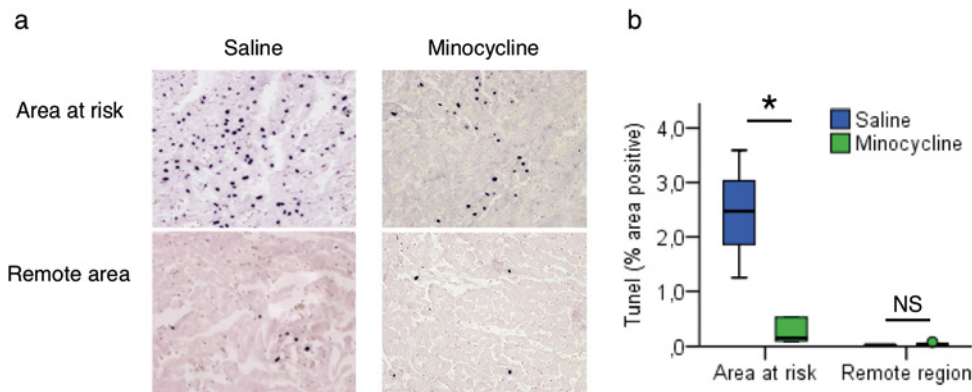 a
Saline Minocycline
Area at risk
Remote area
b
Tunel (% area positive)
4,0
3,0
2,0
1,0
,0
*
NS
Saline
Minocycline
Area at risk Remote region